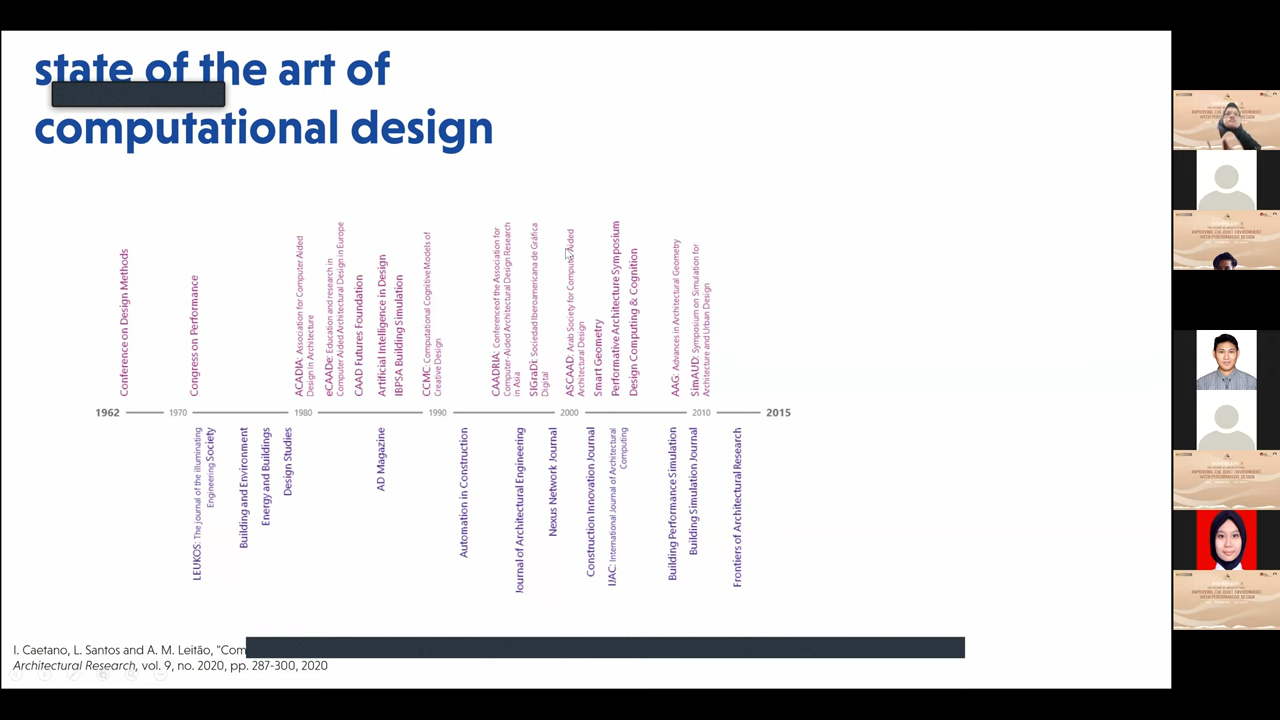 state of the art of
computational design
Conference on Design Methods
Congress on Performance
ACADIA: Association for Computer Aided
Design In Architecture
eCAADe: Education and research in
Computer Aided Architectural Design in Europe
CAAD Futures Foundation
Artificial Intelligence in Design
IBPSA Building Simulation
CCMC: Computational Cognitive Models of
Creative Design
CAADRIA: Conference of the Association for
Computer-Aided Architectural Design Research
in Asia
SIGraDi: Sociedad Iberoamericana de Gráfica
Digital
ASCAAD: Arab Society for Computer Aided
Architectural Design
Smart Geometry
Performative Architecture Symposium
Design Computing & Cognition
AAG: Advances in Architectural Geometry
SimAUD: Symposium on Simulation for
Architecture and Urban Design
1962 1970 1980 1990 2000 2010 2015
LEUKOS: The journal of the illuminating
Engineering Society
Building and Environment
Energy and Buildings
Design Studies
AD Magazine
Automation in Construction
Journal of Architectural Engineering
Nexus Network Journal
Construction Innovation Journal
IJAC: International Journal of Architectural
Computing
Building Performance Simulation
Building Simulation Journal
Frontiers of Architectural Research
I. Caetano, L. Santos and A. M. Leitão, "Com
Architectural Research, vol. 9, no. 2020, pp. 287-300, 2020